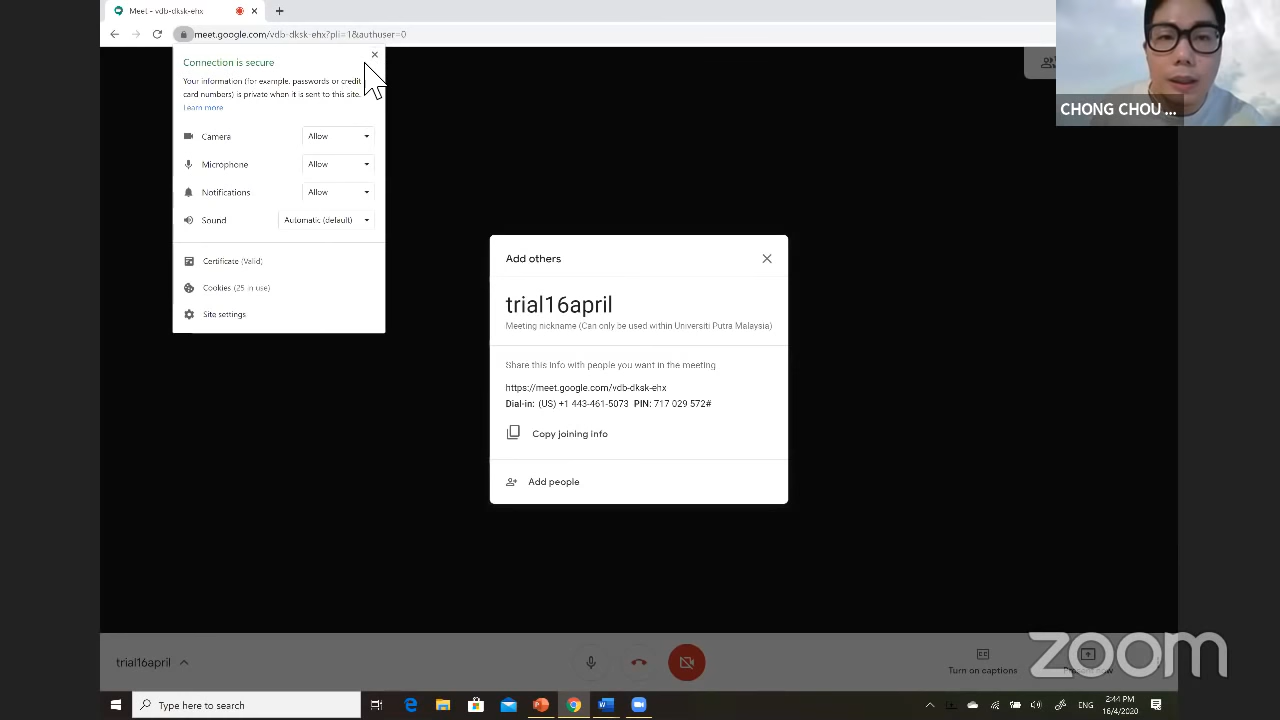 Meet - vdb-dksk-ehx
meet.google.com/vdb-dksk-ehx?pli=1&authuser=0
CHONG CHOU ...
Connection is secure
Your information (for example, passwords or credit
card numbers) is private when it is sent to this site.
Learn more
Camera Allow
Microphone Allow
Notifications Allow
Sound Automatic (default)
Certificate (Valid)
Cookies (25 in use)
Site settings
Add others
trial16april
Meeting nickname (Can only be used within Universiti Putra Malaysia)
Share this info with people you want in the meeting
https://meet.google.com/vdb-dksk-ehx
Dial-in: (US) +1 443-461-5073 PIN: 717 029 572#
Copy joining info
Add people
trial16april
Turn on captions
Present now
zoom
Type here to search
ENG
2:44 PM
16/4/2020